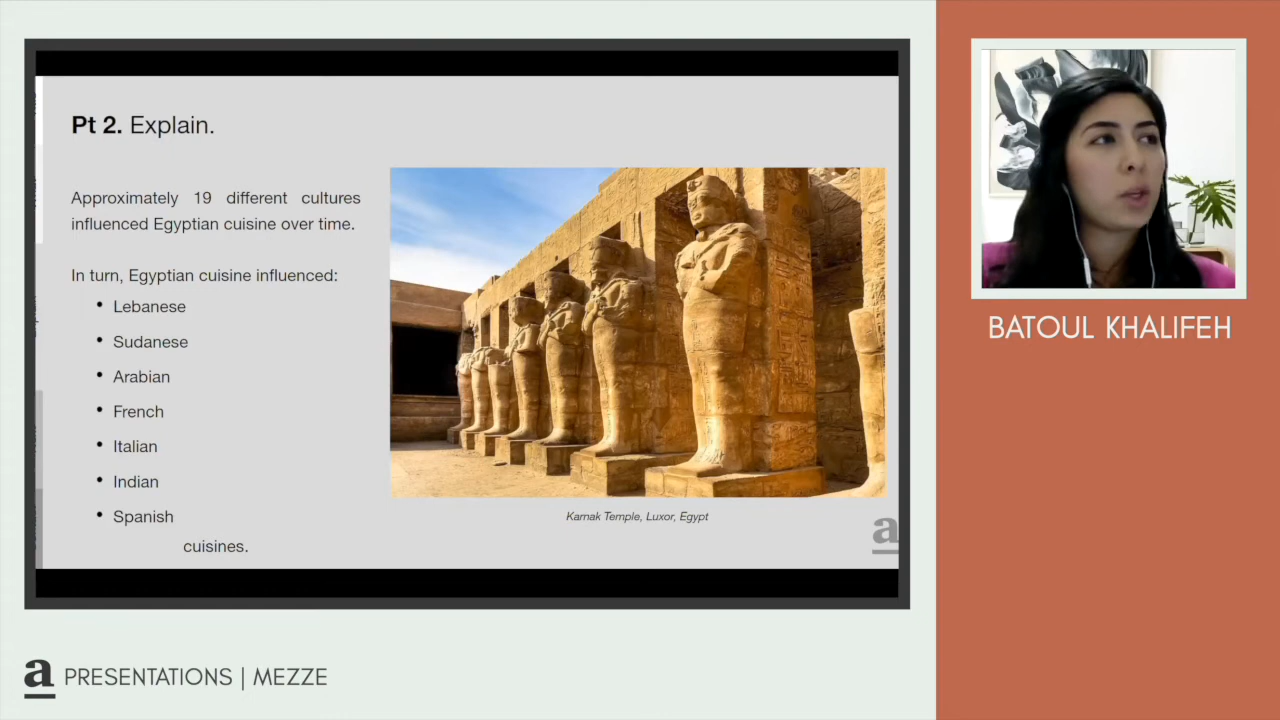 Pt 2. Explain.
Approximately 19 different cultures
influenced Egyptian cuisine over time.
In turn, Egyptian cuisine influenced:
• Lebanese
• Sudanese
• Arabian
• French
• Italian
• Indian
• Spanish
cuisines.
Karnak Temple, Luxor, Egypt
a
BATOUL KHALIFEH
a PRESENTATIONS | MEZZE